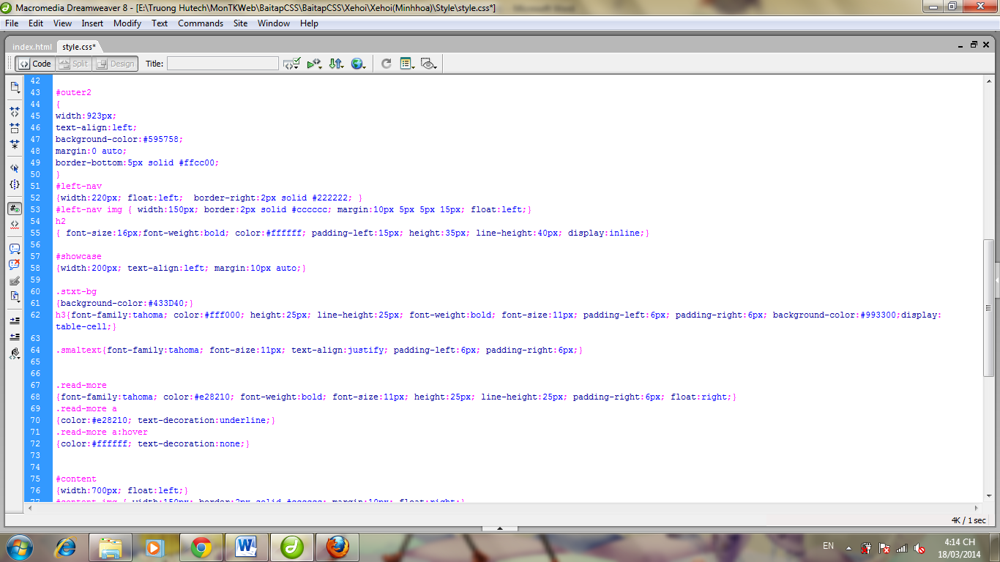 Macromedia Dreamweaver 8 - [E:\Truong Hutech\MonTKWeb\BaitapCSS\BaitapCSS\Xehoi\Xehoi(Minhhoa)\Style\style.css*]
File Edit View Insert Modify Text Commands Site Window Help
index.html style.css*
Code Split Design Title:
42
43 #outer2
44 {
45 width:923px;
46 text-align:left;
47 background-color:#595758;
48 margin:0 auto;
49 border-bottom:5px solid #ffcc00;
50 }
51 #left-nav
52 {width:220px; float:left;  border-right:2px solid #222222; }
53 #left-nav img { width:150px; border:2px solid #cccccc; margin:10px 5px 5px 15px; float:left;}
54 h2
55 { font-size:16px;font-weight:bold; color:#ffffff; padding-left:15px; height:35px; line-height:40px; display:inline;}
56
57 #showcase
58 {width:200px; text-align:left; margin:10px auto;}
59
60 .stxt-bg
61 {background-color:#433D40;}
62 h3{font-family:tahoma; color:#fff000; height:25px; line-height:25px; font-weight:bold; font-size:11px; padding-left:6px; padding-right:6px; background-color:#993300;display:
table-cell;}
63
64 .smaltext{font-family:tahoma; font-size:11px; text-align:justify; padding-left:6px; padding-right:6px;}
65
66
67 .read-more
68 {font-family:tahoma; color:#e28210; font-weight:bold; font-size:11px; height:25px; line-height:25px; padding-right:6px; float:right;}
69 .read-more a
70 {color:#e28210; text-decoration:underline;}
71 .read-more a:hover
72 {color:#ffffff; text-decoration:none;}
73
74
75 #content
76 {width:700px; float:left;}
77 #content img { width:150px; border:2px solid #cccccc; margin:10px; float:right;}
4K / 1 sec
EN
4:14 CH
18/03/2014